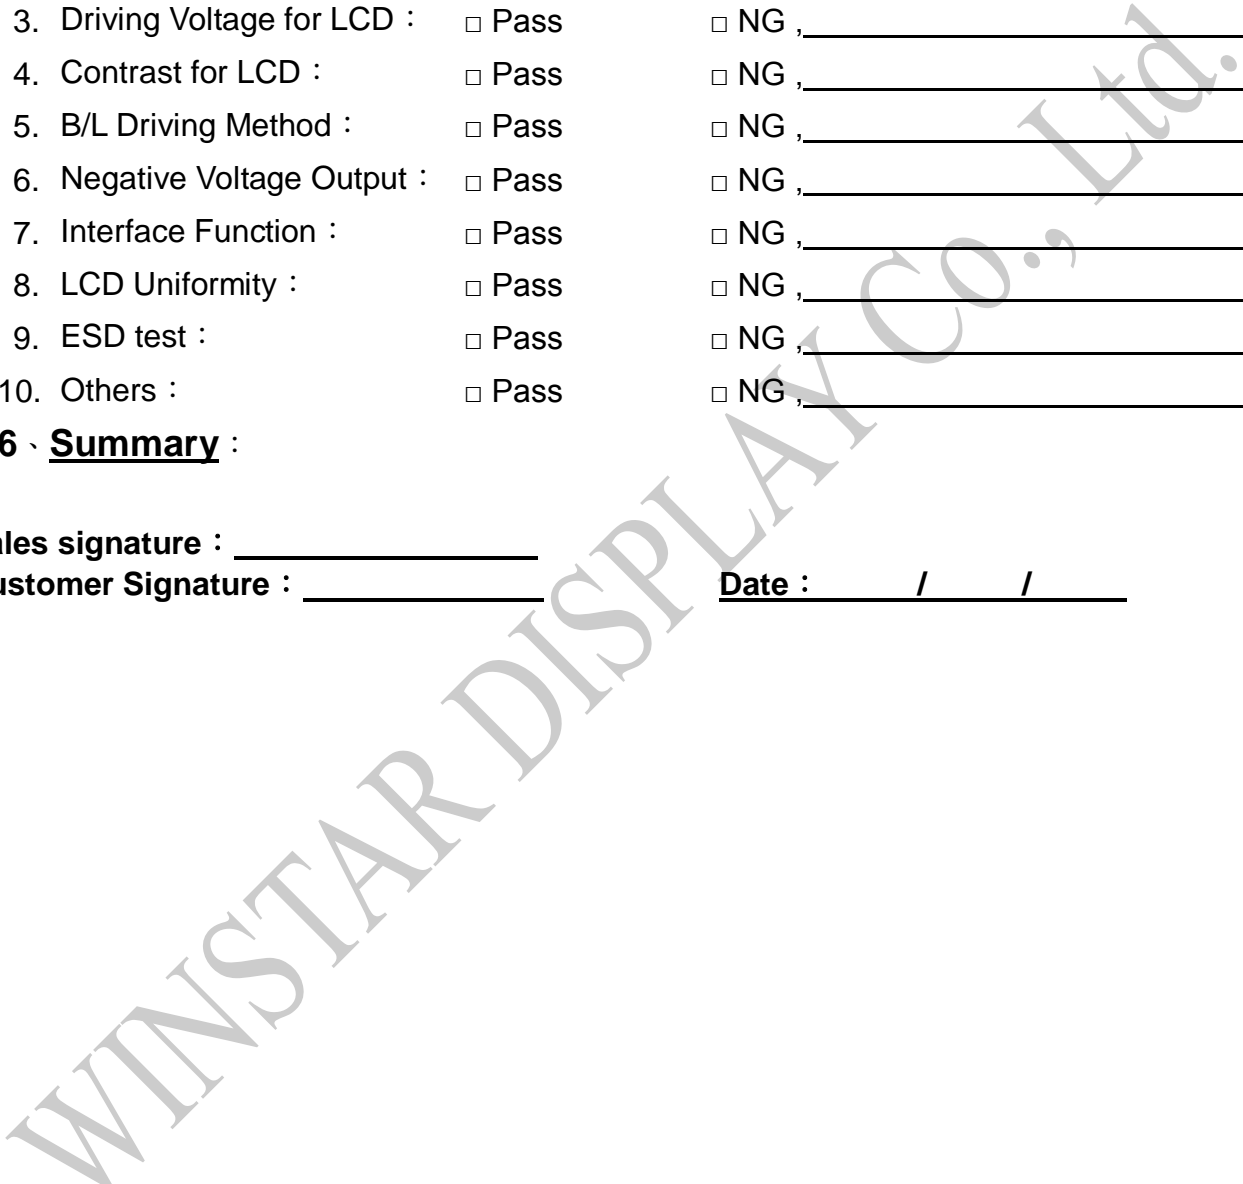 3. Driving Voltage for LCD： □ Pass □ NG ,
4. Contrast for LCD： □ Pass □ NG ,
5. B/L Driving Method： □ Pass □ NG ,
6. Negative Voltage Output： □ Pass □ NG ,
7. Interface Function： □ Pass □ NG ,
8. LCD Uniformity： □ Pass □ NG ,
9. ESD test： □ Pass □ NG ,
10. Others： □ Pass □ NG ,
6、Summary：
ales signature：
ustomer Signature： Date： / /
WINSTAR DISPLAY Co., Ltd.